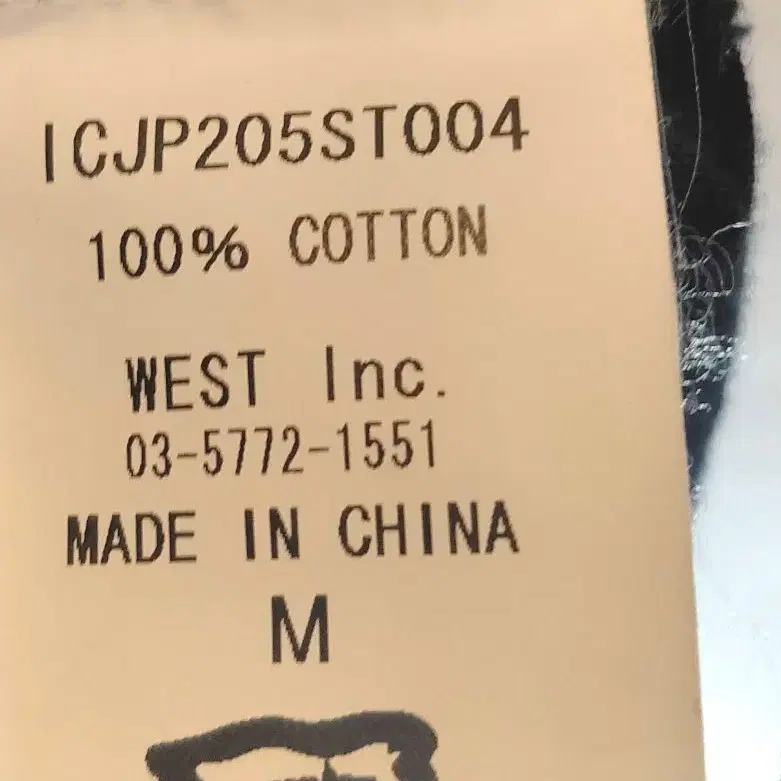 ICJP205ST004
100% COTTON
WEST Inc.
03-5772-1551
MADE IN CHINA
M